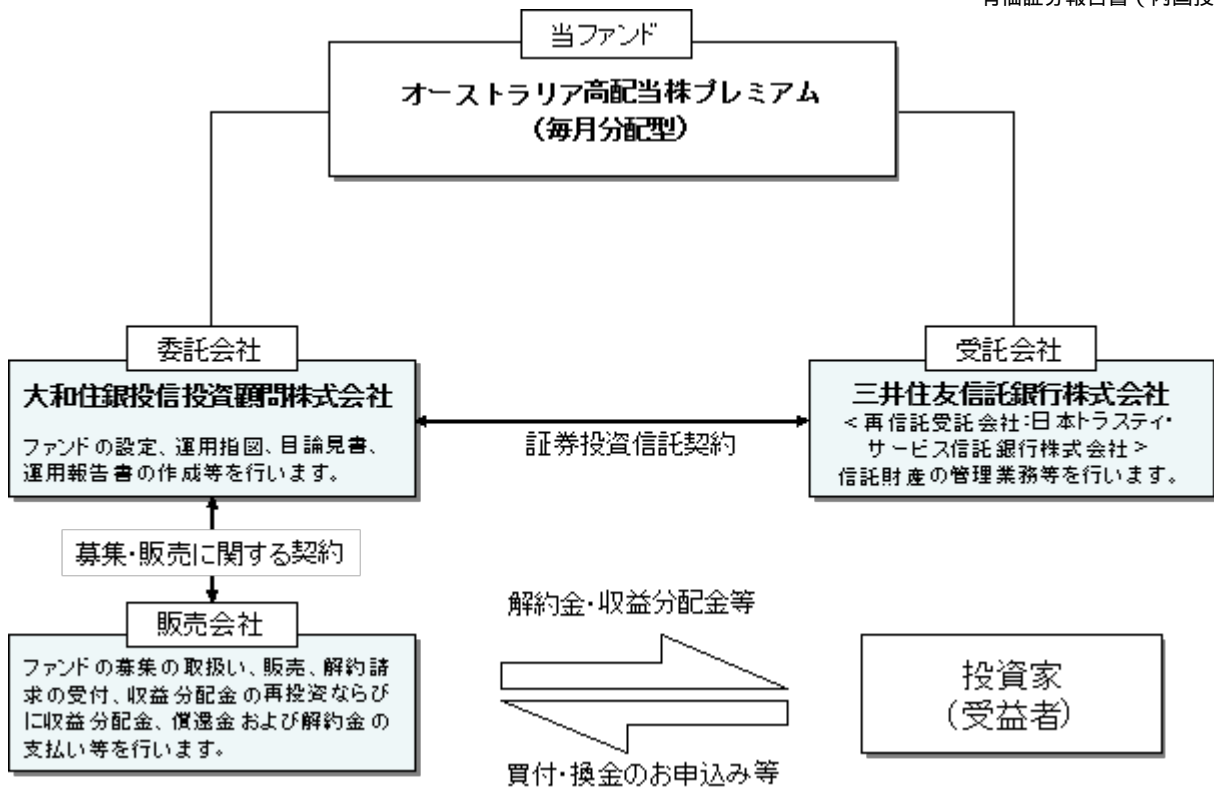 有価証券報告書(内国投
当ファンド
オーストラリア高配当株プレミアム
(毎月分配型)
委託会社
大和住銀投信投資顧問株式会社
ファンドの設定、運用指図、目論見書、
運用報告書の作成等を行います。
証券投資信託契約
受託会社
三井住友信託銀行株式会社
<再信託受託会社:日本トラスティ・
サービス信託銀行株式会社>
信託財産の管理業務等を行います。
募集・販売に関する契約
販売会社
ファンドの募集の取扱い、販売、解約請
求の受付、収益分配金の再投資ならび
に収益分配金、償還金および解約金の
支払い等を行います。
解約金・収益分配金等
買付・換金のお申込み等
投資家
(受益者)